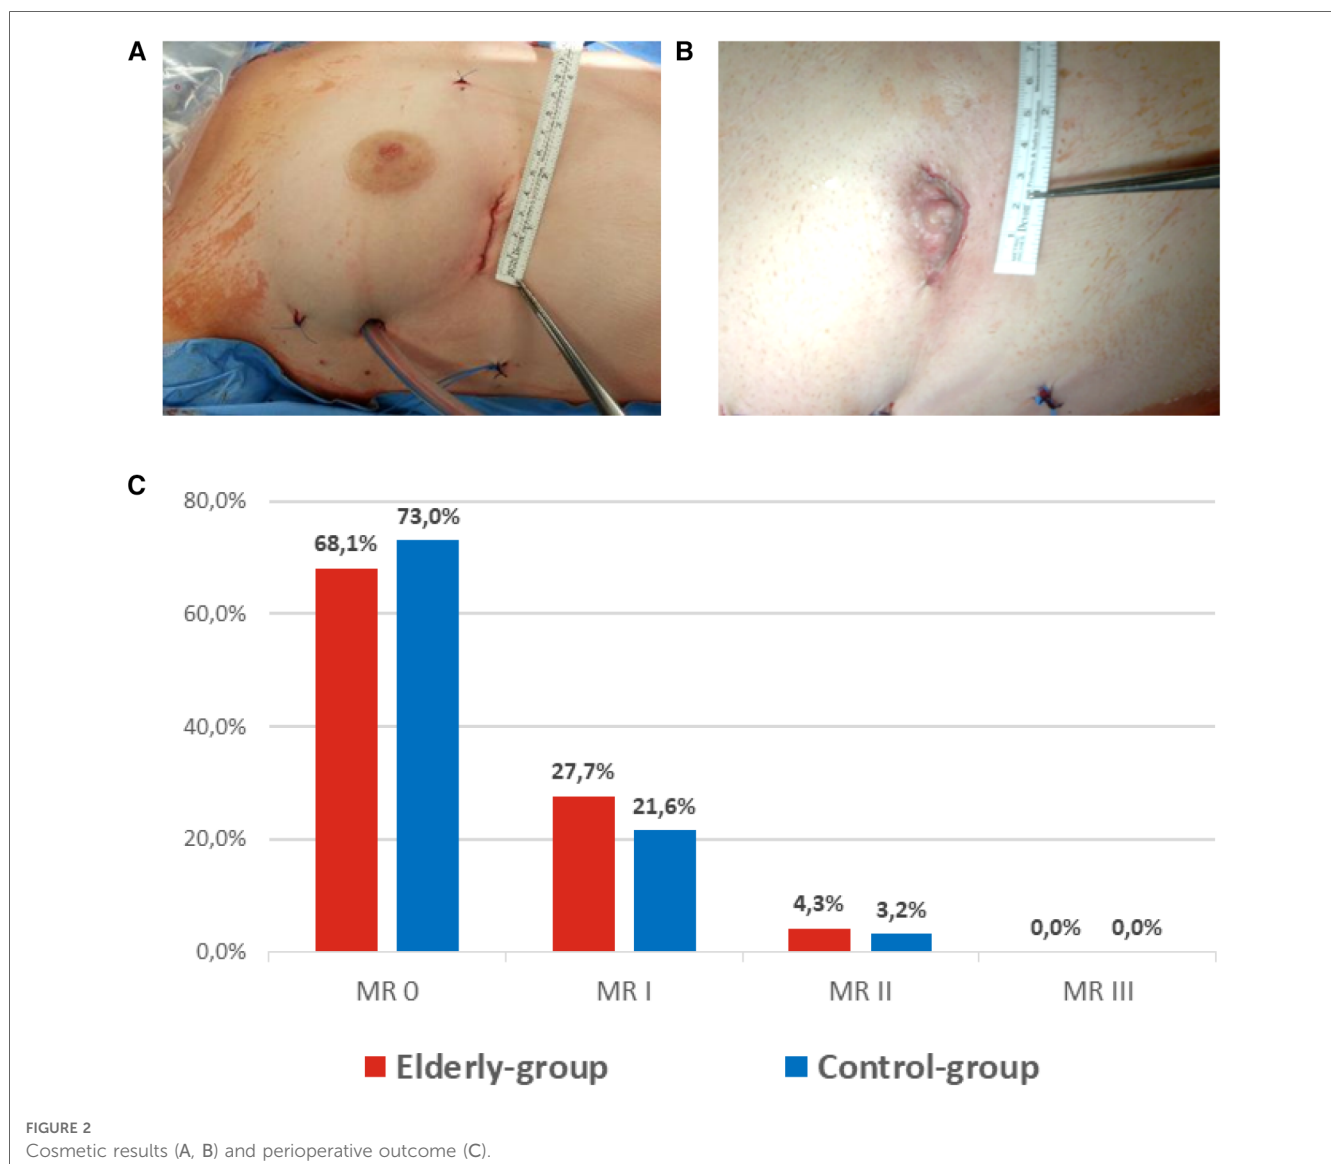 A
B
C
80,0%
60,0%
40,0%
20,0%
0,0%
68,1%
73,0%
27,7%
21,6%
4,3%
3,2%
0,0%
0,0%
MR 0
MR I
MR II
MR III
Elderly-group
Control-group
FIGURE 2
Cosmetic results (A, B) and perioperative outcome (C).